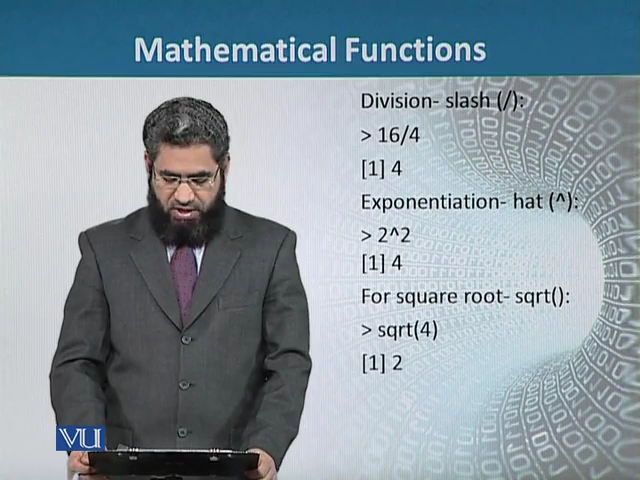 Mathematical Functions
Division- slash (/):
> 16/4
[1] 4
Exponentiation- hat (^):
> 2^2
[1] 4
For square root- sqrt():
> sqrt(4)
[1] 2
VU